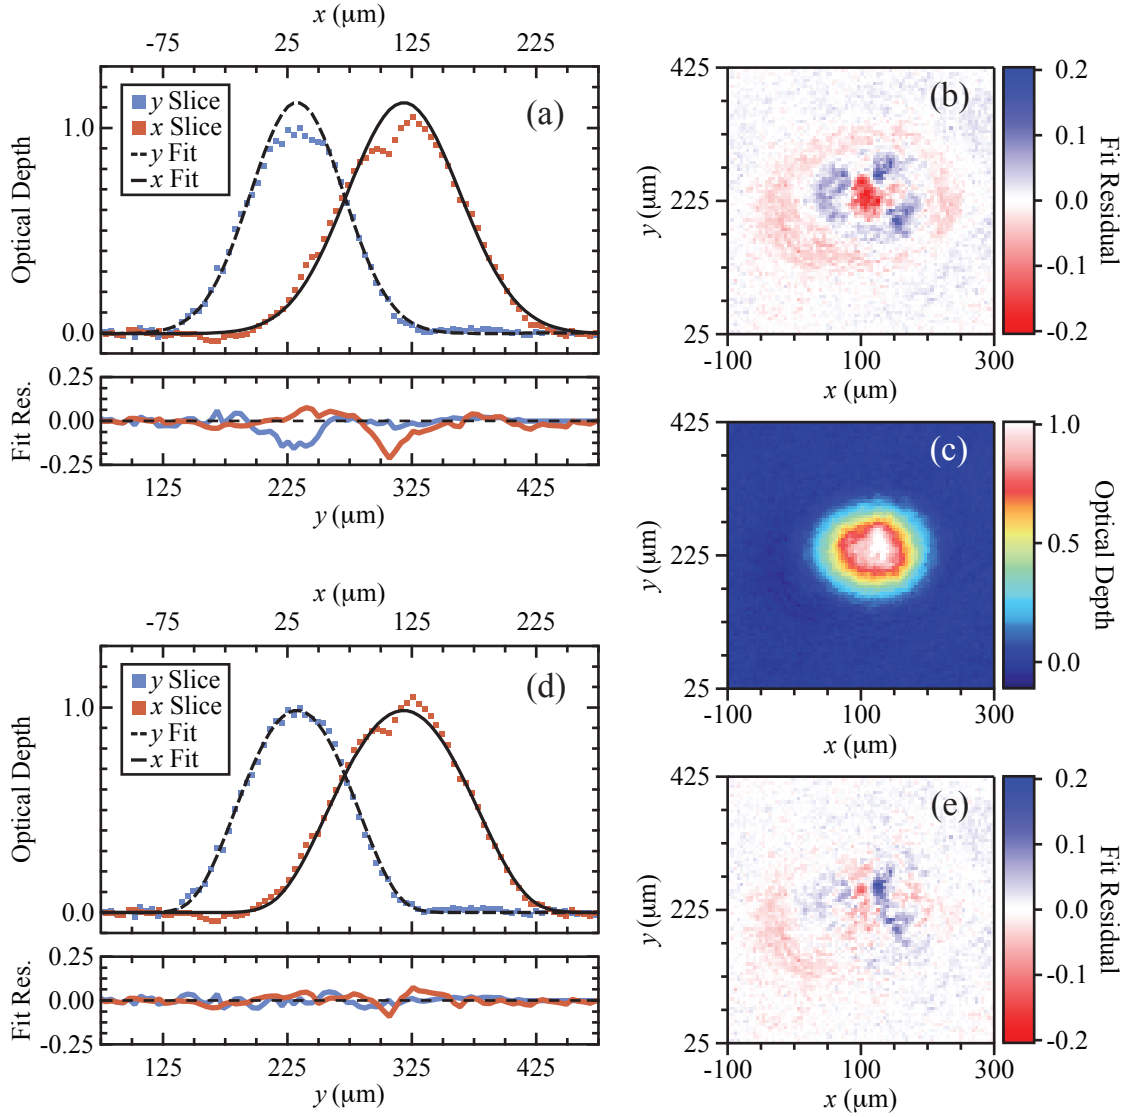 x (μm)
-75 25 125 225
(a)
y Slice
x Slice
y Fit
x Fit
Optical Depth
1.0
0.0
Fit Res.
0.25
0.00
-0.25
125 225 325 425
y (μm)
(b)
y (μm)
425
225
25
-100 100 300
x (μm)
0.2
0.1
0.0
-0.1
-0.2
Fit Residual
(c)
y (μm)
425
225
25
-100 100 300
x (μm)
1.0
0.5
0.0
Optical Depth
x (μm)
-75 25 125 225
(d)
y Slice
x Slice
y Fit
x Fit
Optical Depth
1.0
0.0
Fit Res.
0.25
0.00
-0.25
125 225 325 425
y (μm)
(e)
y (μm)
425
225
25
-100 100 300
x (μm)
0.2
0.1
0.0
-0.1
-0.2
Fit Residual